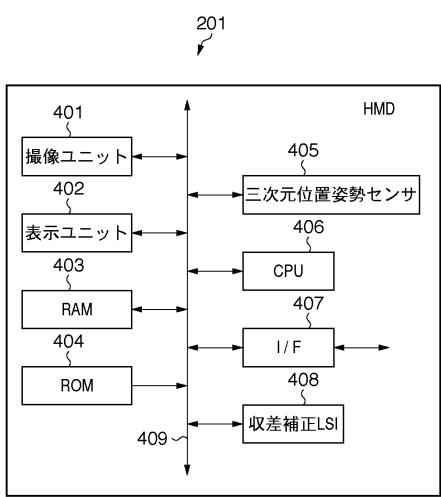 201
HMD
401
撮像ユニット
402
表示ユニット
403
RAM
404
ROM
405
三次元位置姿勢センサ
406
CPU
407
I/F
408
収差補正LSI
409